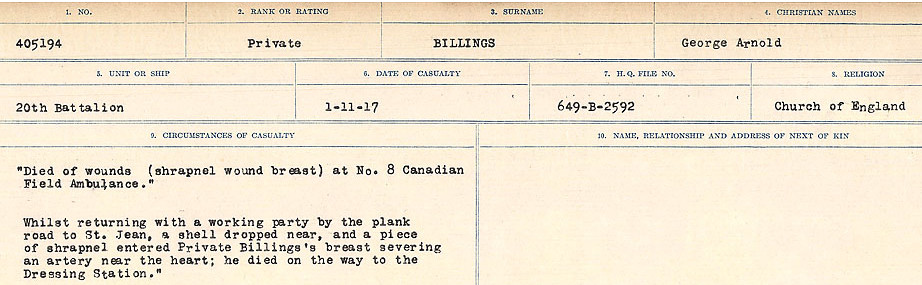 1. NO. 2. RANK OR RATING 3. SURNAME 4. CHRISTIAN NAMES
405194 Private BILLINGS George Arnold
5. UNIT OR SHIP 6. DATE OF CASUALTY 7. H.Q. FILE NO. 8. RELIGION
20th Battalion 1-11-17 649-B-2592 Church of England
9. CIRCUMSTANCES OF CASUALTY 10. NAME, RELATIONSHIP AND ADDRESS OF NEXT OF KIN
"Died of wounds (shrapnel wound breast) at No. 8 Canadian
Field Ambulance."
Whilst returning with a working party by the plank
road to St. Jean, a shell dropped near, and a piece
of shrapnel entered Private Billings's breast severing
an artery near the heart; he died on the way to the
Dressing Station."